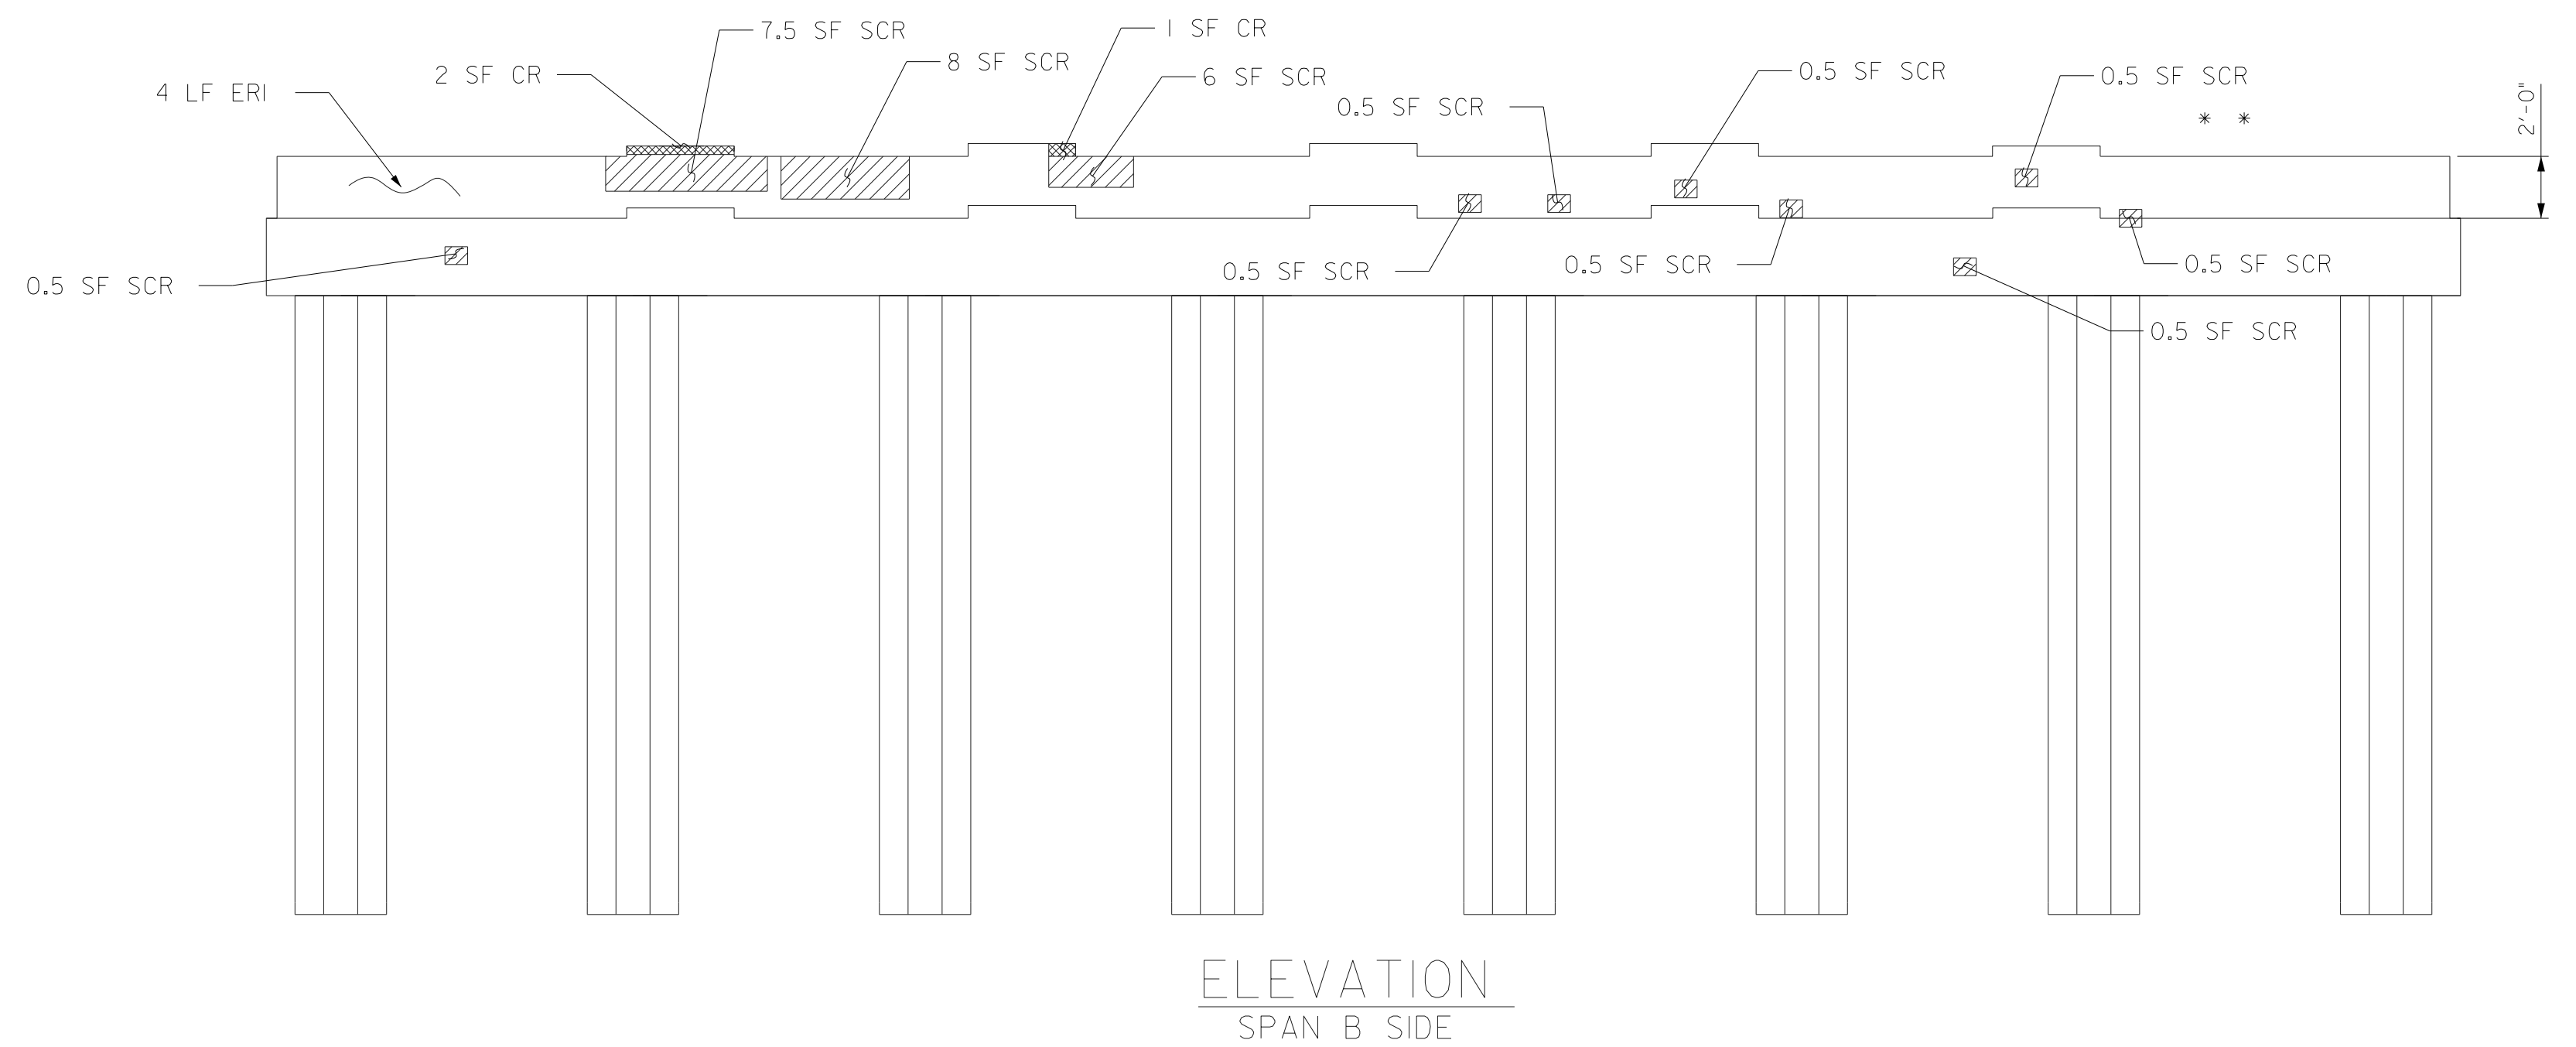 7.5 SF SCR
1 SF CR
2 SF CR
8 SF SCR
4 LF ERI
6 SF SCR
0.5 SF SCR
0.5 SF SCR
0.5 SF SCR
* *
2'-0"
0.5 SF SCR
0.5 SF SCR
0.5 SF SCR
0.5 SF SCR
0.5 SF SCR
ELEVATION
SPAN B SIDE